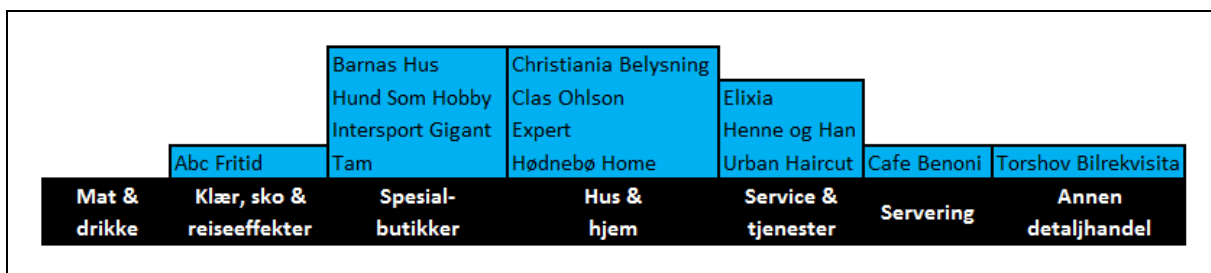 Barnas Hus
Hund Som Hobby
Intersport Gigant
Tam
Christiania Belysning
Clas Ohlson
Expert
Hødnebø Home
Elixia
Henne og Han
Urban Haircut
Abc Fritid
Cafe Benoni
Torshov Bilrekvisita
Mat &
drikke
Klær, sko &
reiseeffekter
Spesial-
butikker
Hus &
hjem
Service &
tjenester
Servering
Annen
detaljhandel